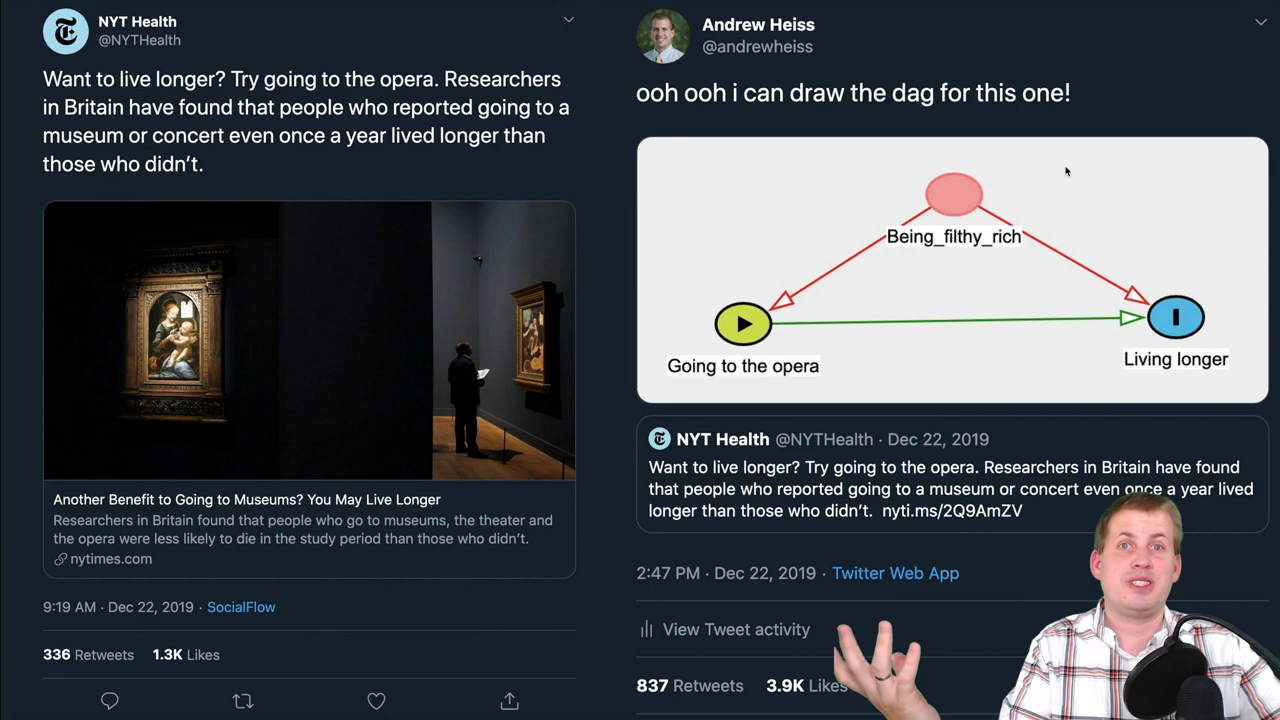 NYT Health
@NYTHealth
Want to live longer? Try going to the opera. Researchers
in Britain have found that people who reported going to a
museum or concert even once a year lived longer than
those who didn't.
Another Benefit to Going to Museums? You May Live Longer
Researchers in Britain found that people who go to museums, the theater and
the opera were less likely to die in the study period than those who didn't.
nytimes.com
9:19 AM · Dec 22, 2019 · SocialFlow
336 Retweets 1.3K Likes
Andrew Heiss
@andrewheiss
ooh ooh i can draw the dag for this one!
Being_filthy_rich
Going to the opera
Living longer
NYT Health @NYTHealth · Dec 22, 2019
Want to live longer? Try going to the opera. Researchers in Britain have found
that people who reported going to a museum or concert even once a year lived
longer than those who didn't. nyti.ms/2Q9AmZV
2:47 PM · Dec 22, 2019 · Twitter Web App
View Tweet activity
837 Retweets 3.9K Likes